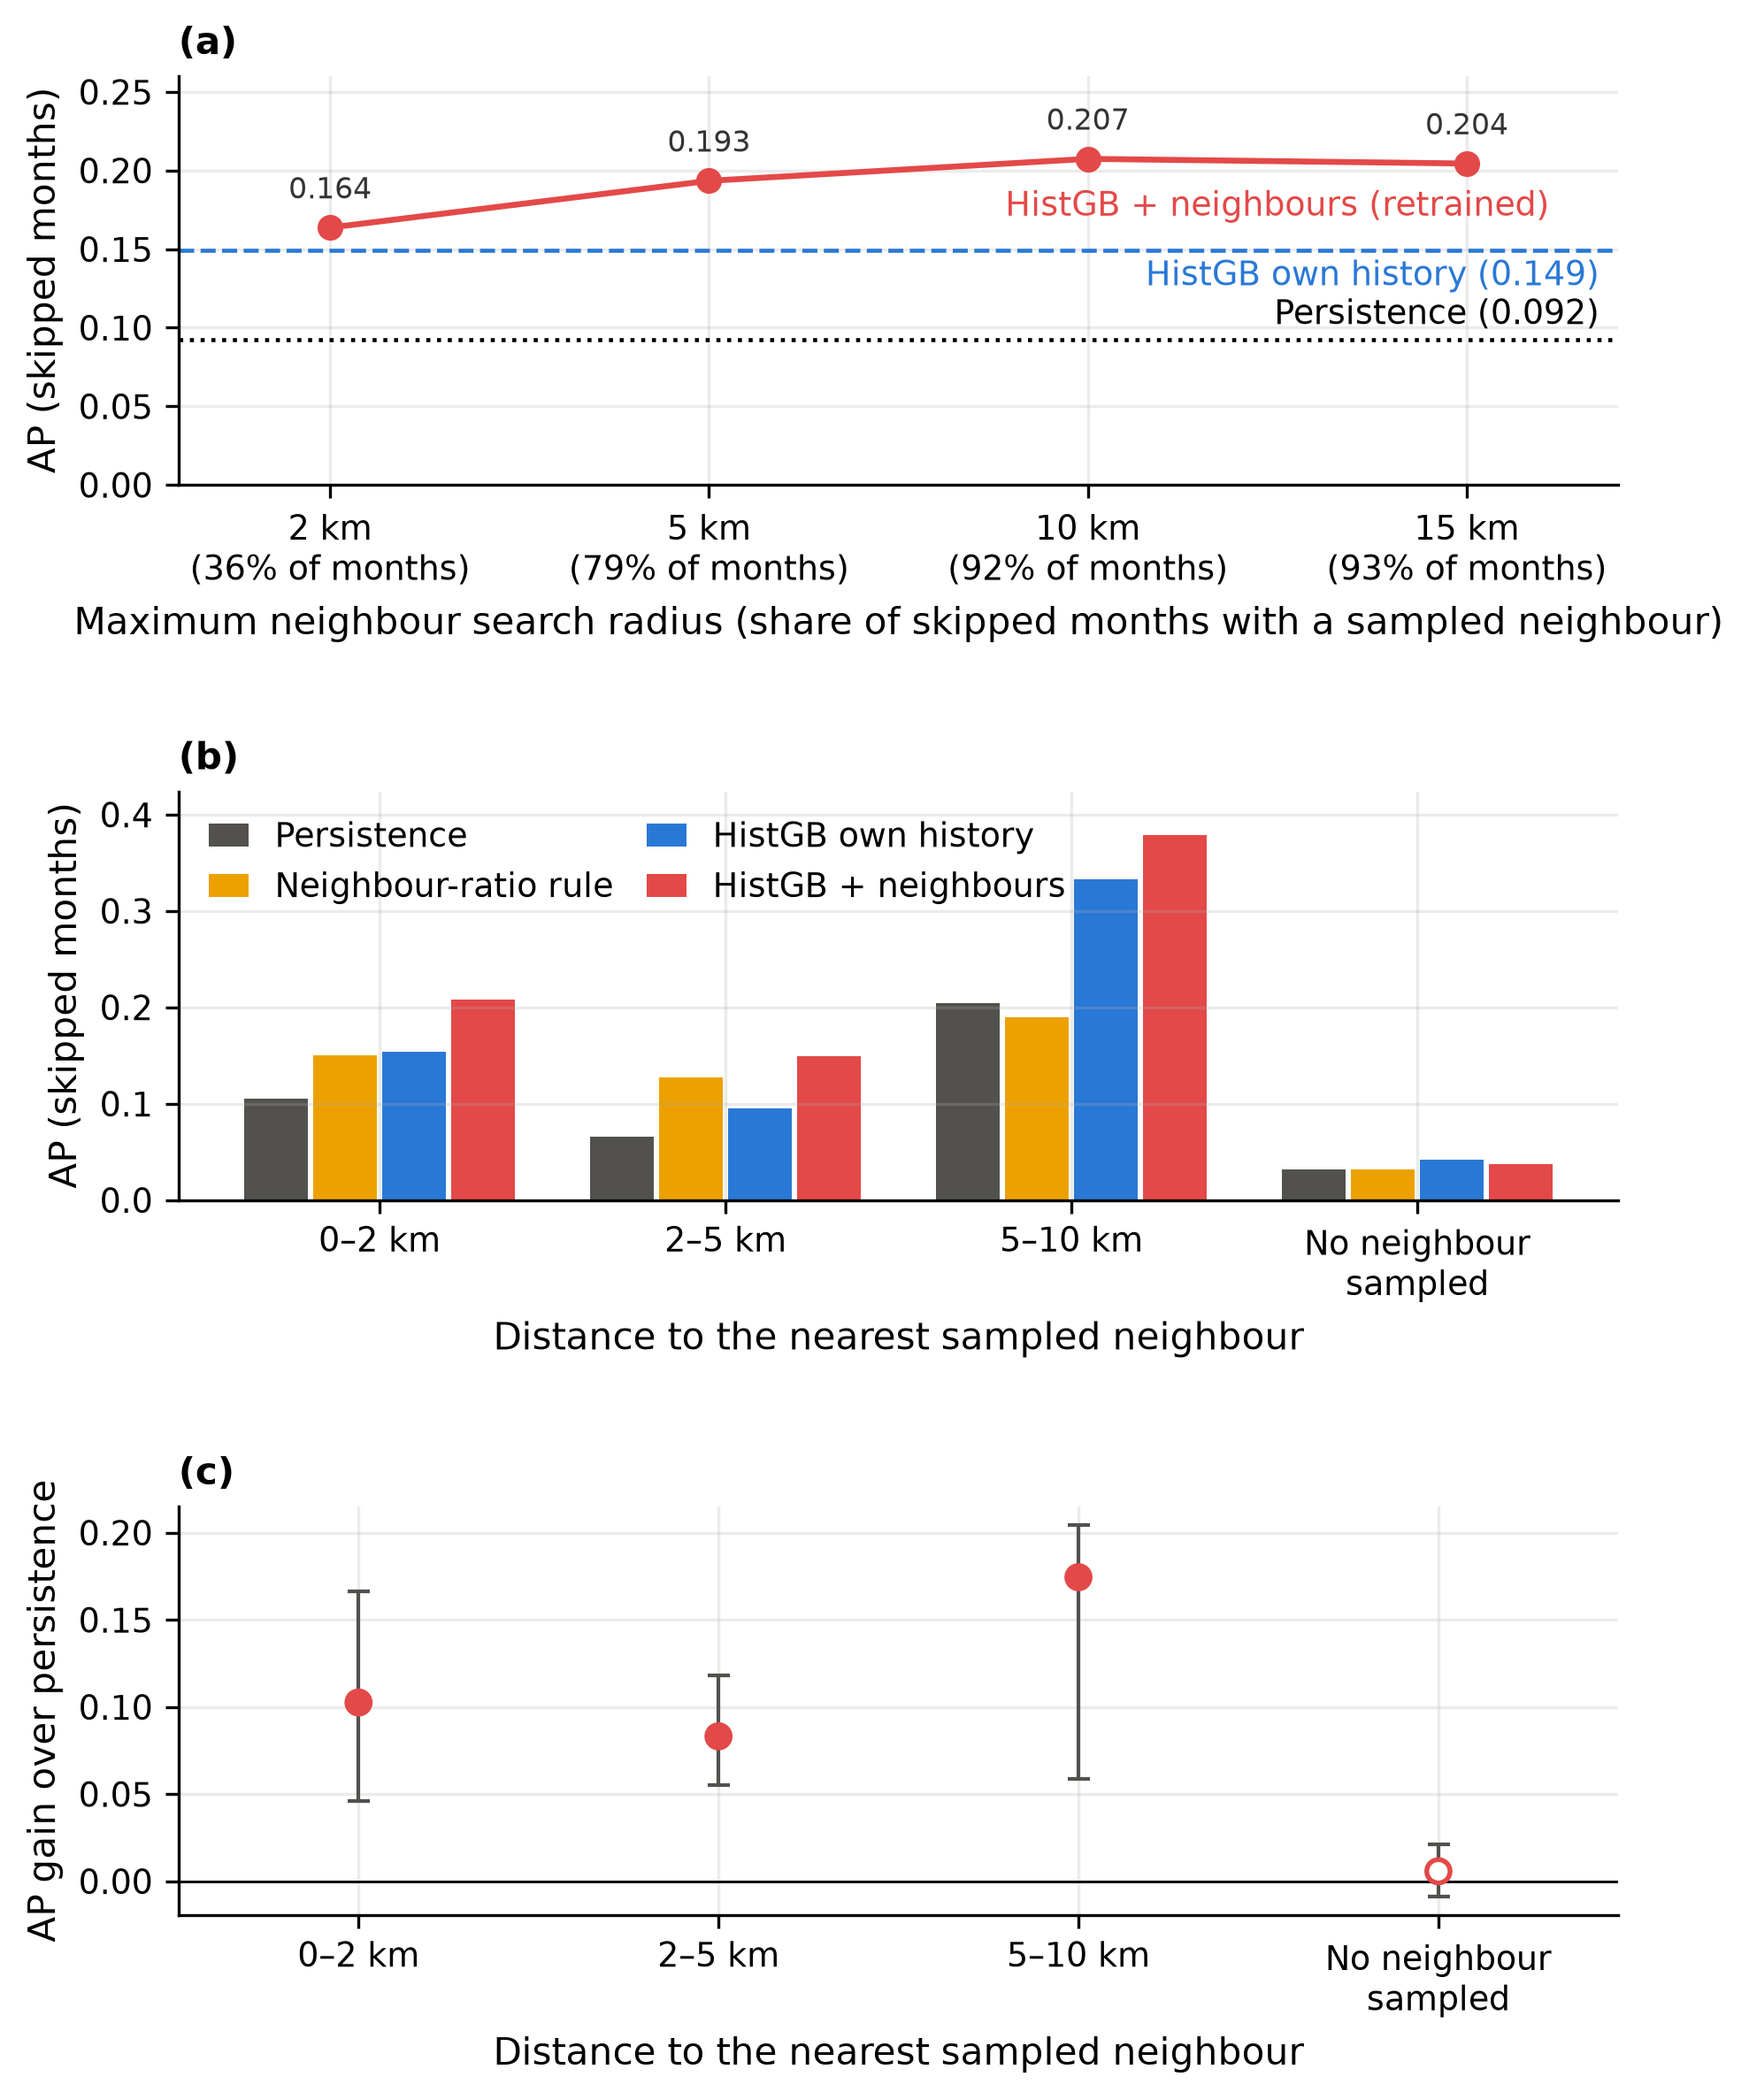 (a)
AP (skipped months)
0.25
0.20
0.15
0.10
0.05
0.00
0.164
0.193
0.207
0.204
HistGB + neighbours (retrained)
HistGB own history (0.149)
Persistence (0.092)
2 km
(36% of months)
5 km
(79% of months)
10 km
(92% of months)
15 km
(93% of months)
Maximum neighbour search radius (share of skipped months with a sampled neighbour)
(b)
AP (skipped months)
0.4
0.3
0.2
0.1
0.0
Persistence
Neighbour-ratio rule
HistGB own history
HistGB + neighbours
0–2 km
2–5 km
5–10 km
No neighbour
sampled
Distance to the nearest sampled neighbour
(c)
AP gain over persistence
0.20
0.15
0.10
0.05
0.00
0–2 km
2–5 km
5–10 km
No neighbour
sampled
Distance to the nearest sampled neighbour